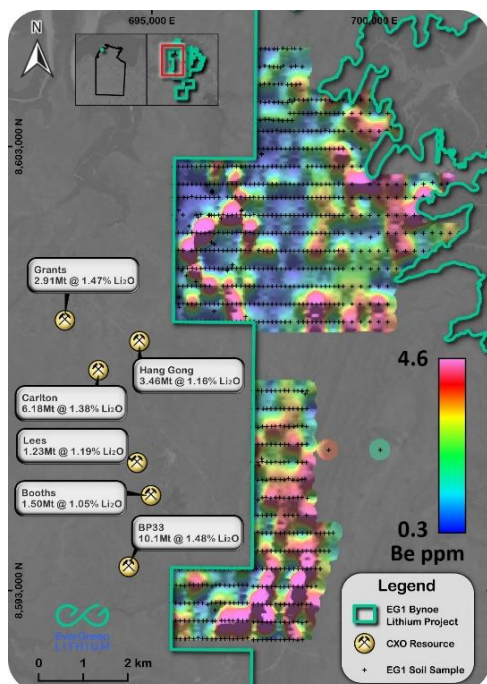 695,000 E
700,000 E
8,603,000 N
Grants
2.91Mt @ 1.47% Li₂O
Hang Gong
3.46Mt @ 1.16% Li₂O
Carlton
6.18Mt @ 1.38% Li₂O
Lees
1.23Mt @ 1.19% Li₂O
Booths
1.50Mt @ 1.05% Li₂O
BP33
10.1Mt @ 1.48% Li₂O
4.6
0.3
Be ppm
8,593,000 N
EverGreen
LITHIUM
0 1 2 km
Legend
EG1 Bynoe
Lithium Project
CXO Resource
EG1 Soil Sample
N